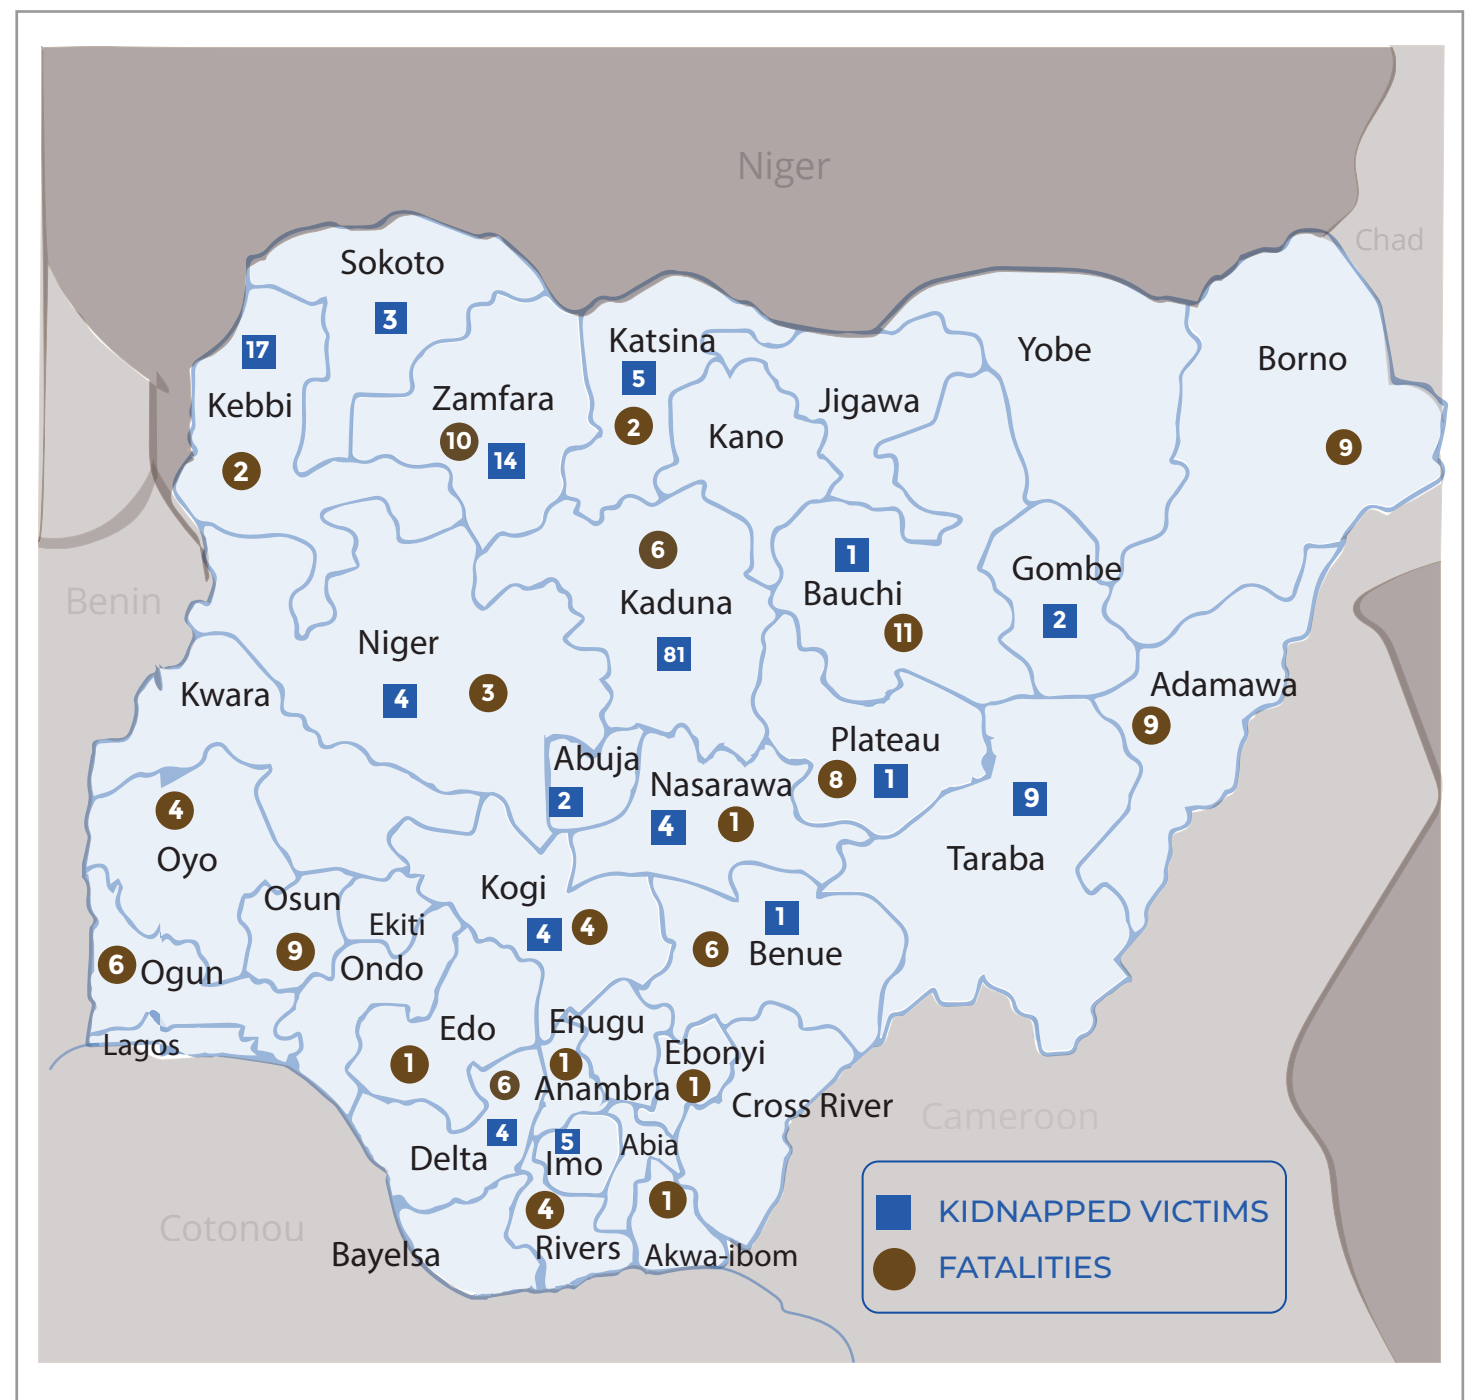 Niger
Chad
Sokoto
3
17
Kebbi
2
Zamfara
10
14
Katsina
5
2
Kano
Jigawa
Yobe
Borno
9
Benin
Niger
4
3
6
Kaduna
81
1
Bauchi
11
Gombe
2
Adamawa
9
Kwara
Abuja
2
Nasarawa
4
1
Plateau
8
1
9
Taraba
4
Oyo
Osun
9
Ekiti
Kogi
4
4
1
6
Benue
6
Ogun
Ondo
Lagos
Edo
1
Enugu
1
Anambra
Ebonyi
1
Cross River
Cameroon
6
4
Delta
5
Imo
Abia
4
Rivers
1
Akwa-ibom
Bayelsa
Cotonou
KIDNAPPED VICTIMS
FATALITIES